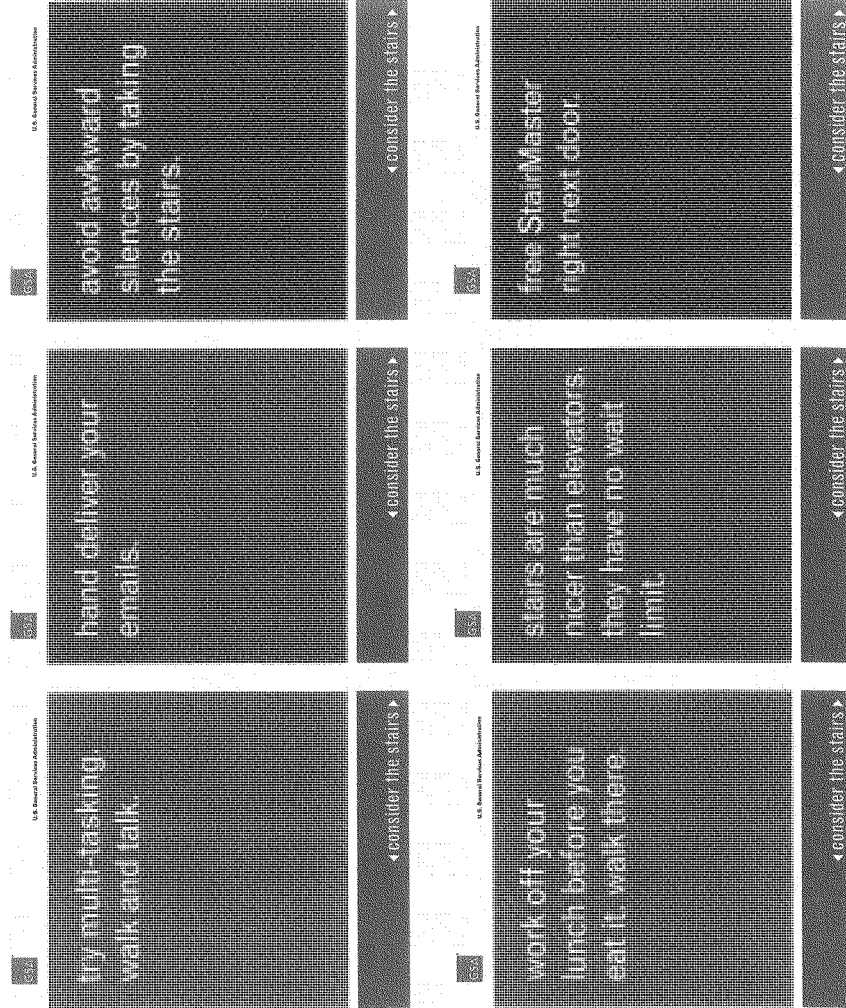 GSA
U.S. General Services Administration
try multi-tasking.
walk and talk.
◂ consider the stairs ▸
GSA
U.S. General Services Administration
hand deliver your
emails.
◂ consider the stairs ▸
GSA
U.S. General Services Administration
avoid awkward
silences by taking
the stairs.
◂ consider the stairs ▸
GSA
U.S. General Services Administration
work off your
lunch before you
eat it. walk there.
◂ consider the stairs ▸
GSA
U.S. General Services Administration
stairs are much
nicer than elevators.
they have no wait
limit.
◂ consider the stairs ▸
GSA
U.S. General Services Administration
free StairMaster
right next door.
◂ consider the stairs ▸